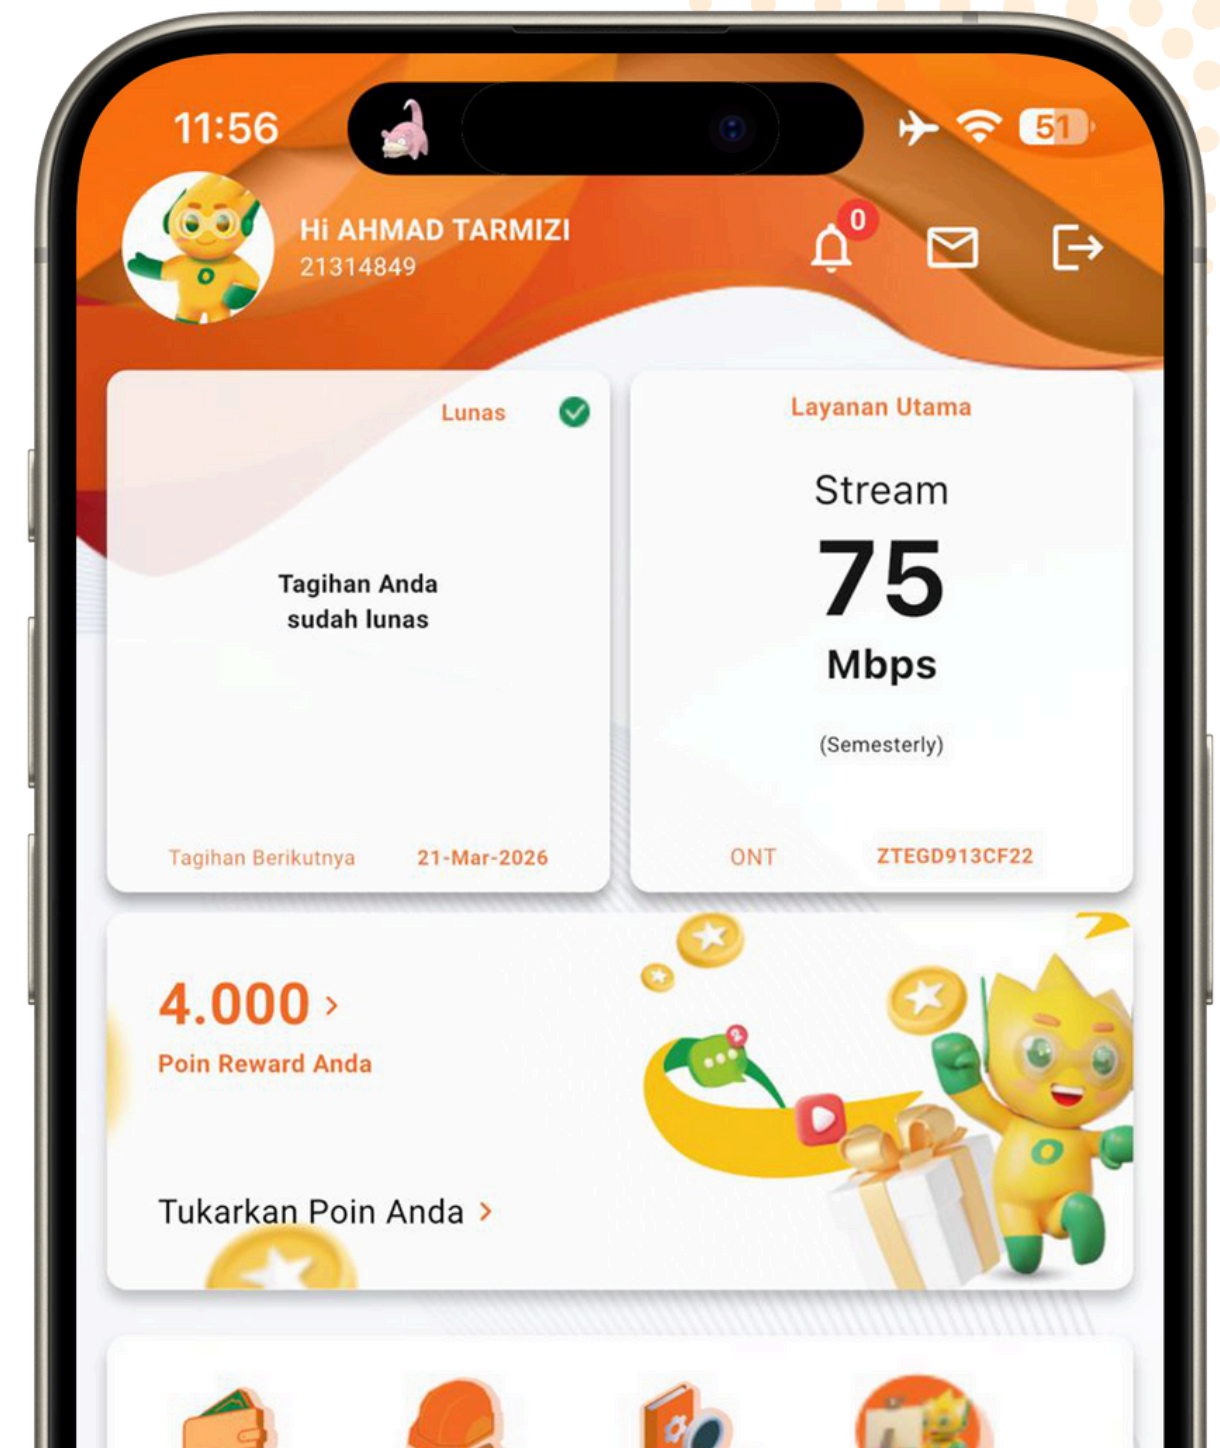 11:56
51
Hi AHMAD TARMIZI
21314849
0
Lunas
Tagihan Anda
sudah lunas
Tagihan Berikutnya 21-Mar-2026
Layanan Utama
Stream
75
Mbps
(Semesterly)
ONT ZTEGD913CF22
4.000 >
Poin Reward Anda
2
Tukarkan Poin Anda >